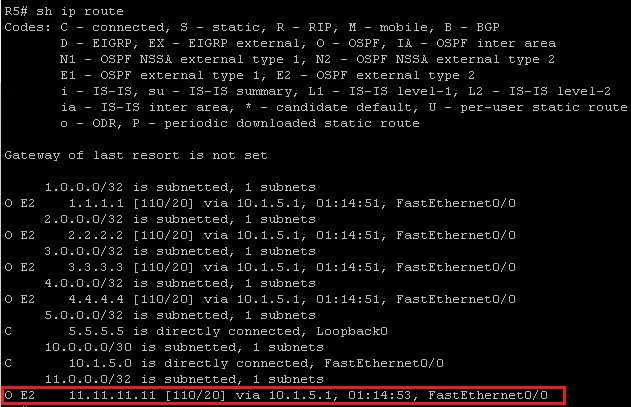 R5# sh ip route
Codes: C - connected, S - static, R - RIP, M - mobile, B - BGP
D - EIGRP, EX - EIGRP external, O - OSPF, IA - OSPF inter area
N1 - OSPF NSSA external type 1, N2 - OSPF NSSA external type 2
E1 - OSPF external type 1, E2 - OSPF external type 2
i - IS-IS, su - IS-IS summary, L1 - IS-IS level-1, L2 - IS-IS level-2
ia - IS-IS inter area, * - candidate default, U - per-user static route
o - ODR, P - periodic downloaded static route
Gateway of last resort is not set
1.0.0.0/32 is subnetted, 1 subnets
O E2 1.1.1.1 [110/20] via 10.1.5.1, 01:14:51, FastEthernet0/0
2.0.0.0/32 is subnetted, 1 subnets
O E2 2.2.2.2 [110/20] via 10.1.5.1, 01:14:51, FastEthernet0/0
3.0.0.0/32 is subnetted, 1 subnets
O E2 3.3.3.3 [110/20] via 10.1.5.1, 01:14:51, FastEthernet0/0
4.0.0.0/32 is subnetted, 1 subnets
O E2 4.4.4.4 [110/20] via 10.1.5.1, 01:14:51, FastEthernet0/0
5.0.0.0/32 is subnetted, 1 subnets
C 5.5.5.5 is directly connected, Loopback0
10.0.0.0/30 is subnetted, 1 subnets
C 10.1.5.0 is directly connected, FastEthernet0/0
11.0.0.0/32 is subnetted, 1 subnets
O E2 11.11.11.11 [110/20] via 10.1.5.1, 01:14:53, FastEthernet0/0